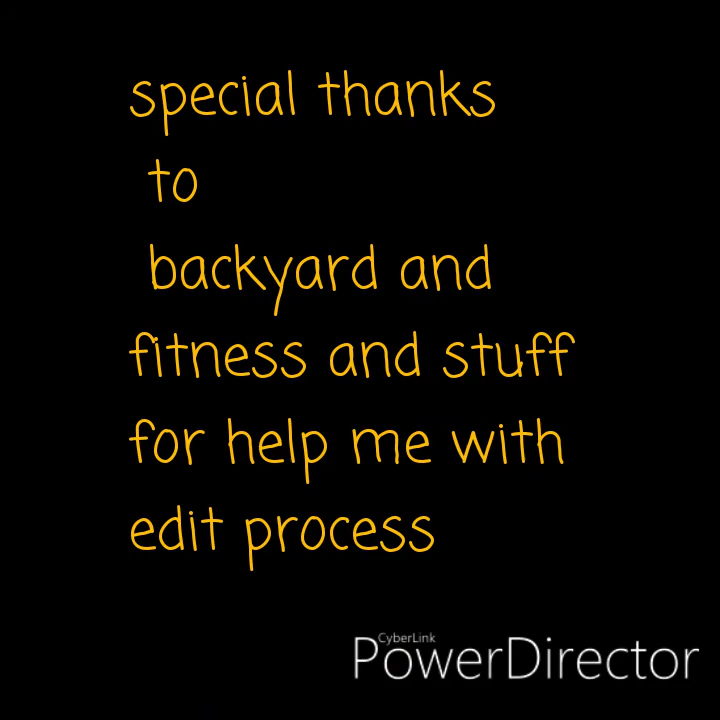 special thanks
to
backyard and
fitness and stuff
for help me with
edit process
CyberLink
PowerDirector